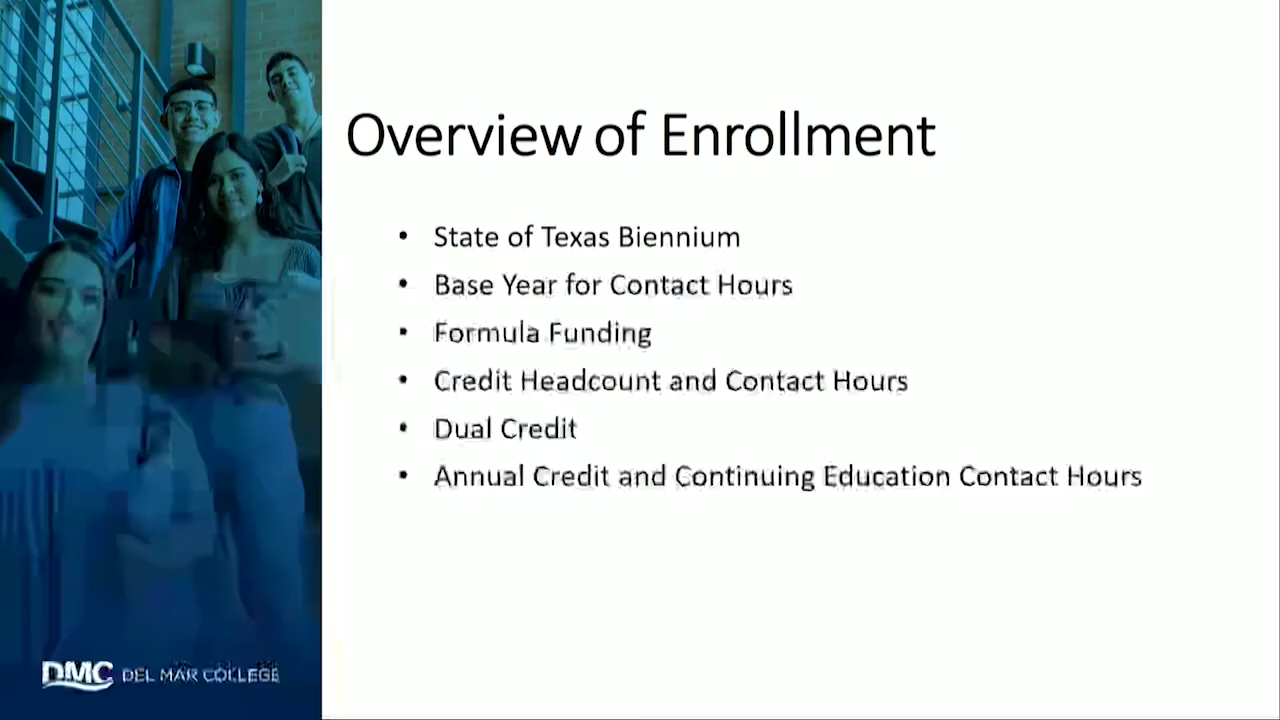 Overview of Enrollment
• State of Texas Biennium
• Base Year for Contact Hours
• Formula Funding
• Credit Headcount and Contact Hours
• Dual Credit
• Annual Credit and Continuing Education Contact Hours
DMC DEL MAR COLLEGE